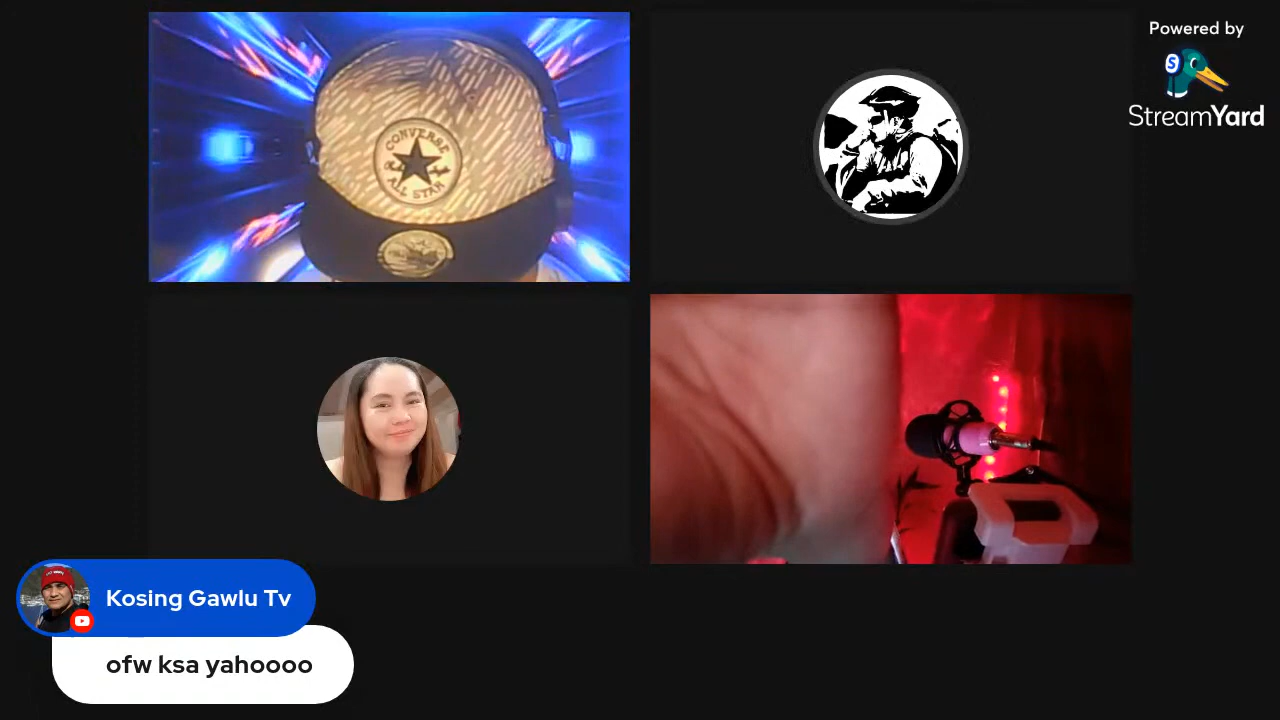 Powered by
S
StreamYard
CONVERSE
ALL STAR
Kosing Gawlu Tv
ofw ksa yahoooo